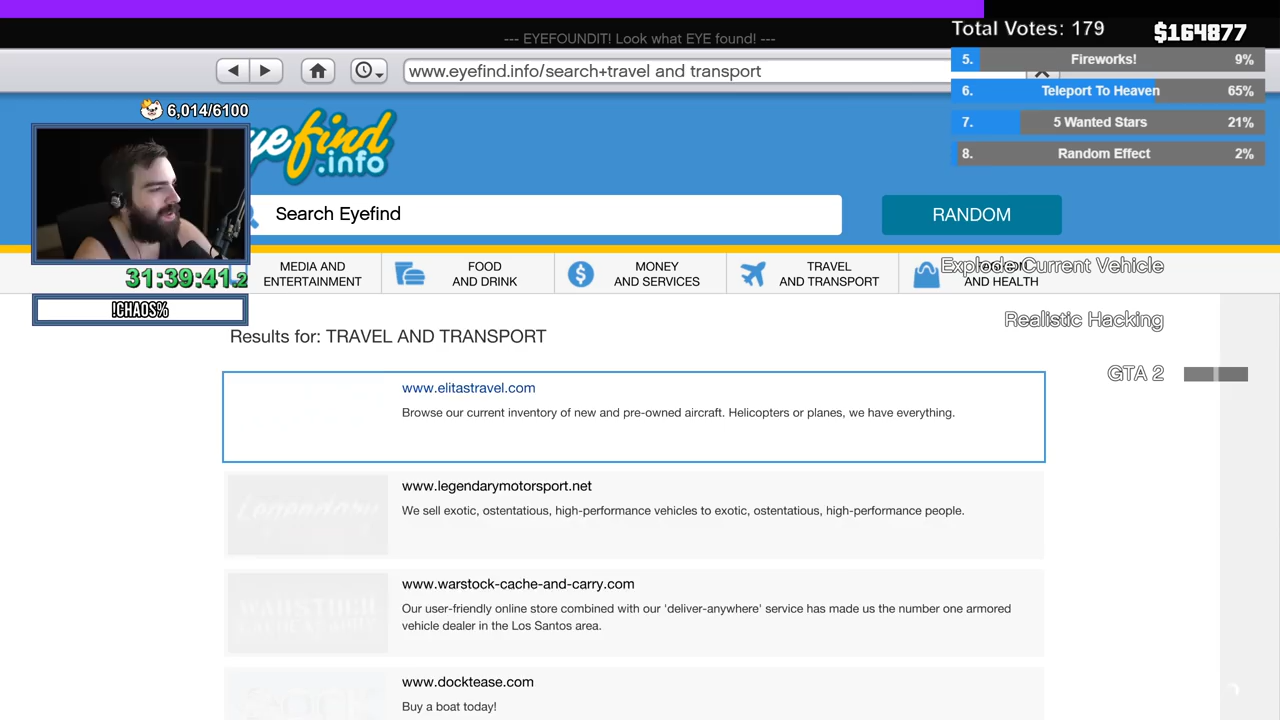 --- EYEFOUNDIT! Look what EYE found! ---
Total Votes: 179
$164877
5. Fireworks! 9%
6. Teleport To Heaven 65%
7. 5 Wanted Stars 21%
8. Random Effect 2%
www.eyefind.info/search+travel and transport
6,014/6100
eyefind
.info
Search Eyefind
RANDOM
31:39:41.2
!CHAOS%
MEDIA AND
ENTERTAINMENT
FOOD
AND DRINK
MONEY
AND SERVICES
TRAVEL
AND TRANSPORT
AND HEALTH
Explode Current Vehicle
Realistic Hacking
GTA 2
Results for: TRAVEL AND TRANSPORT
www.elitastravel.com
Browse our current inventory of new and pre-owned aircraft. Helicopters or planes, we have everything.
Legendary
www.legendarymotorsport.net
We sell exotic, ostentatious, high-performance vehicles to exotic, ostentatious, high-performance people.
WARSTOCK
www.warstock-cache-and-carry.com
Our user-friendly online store combined with our 'deliver-anywhere' service has made us the number one armored
vehicle dealer in the Los Santos area.
www.docktease.com
Buy a boat today!